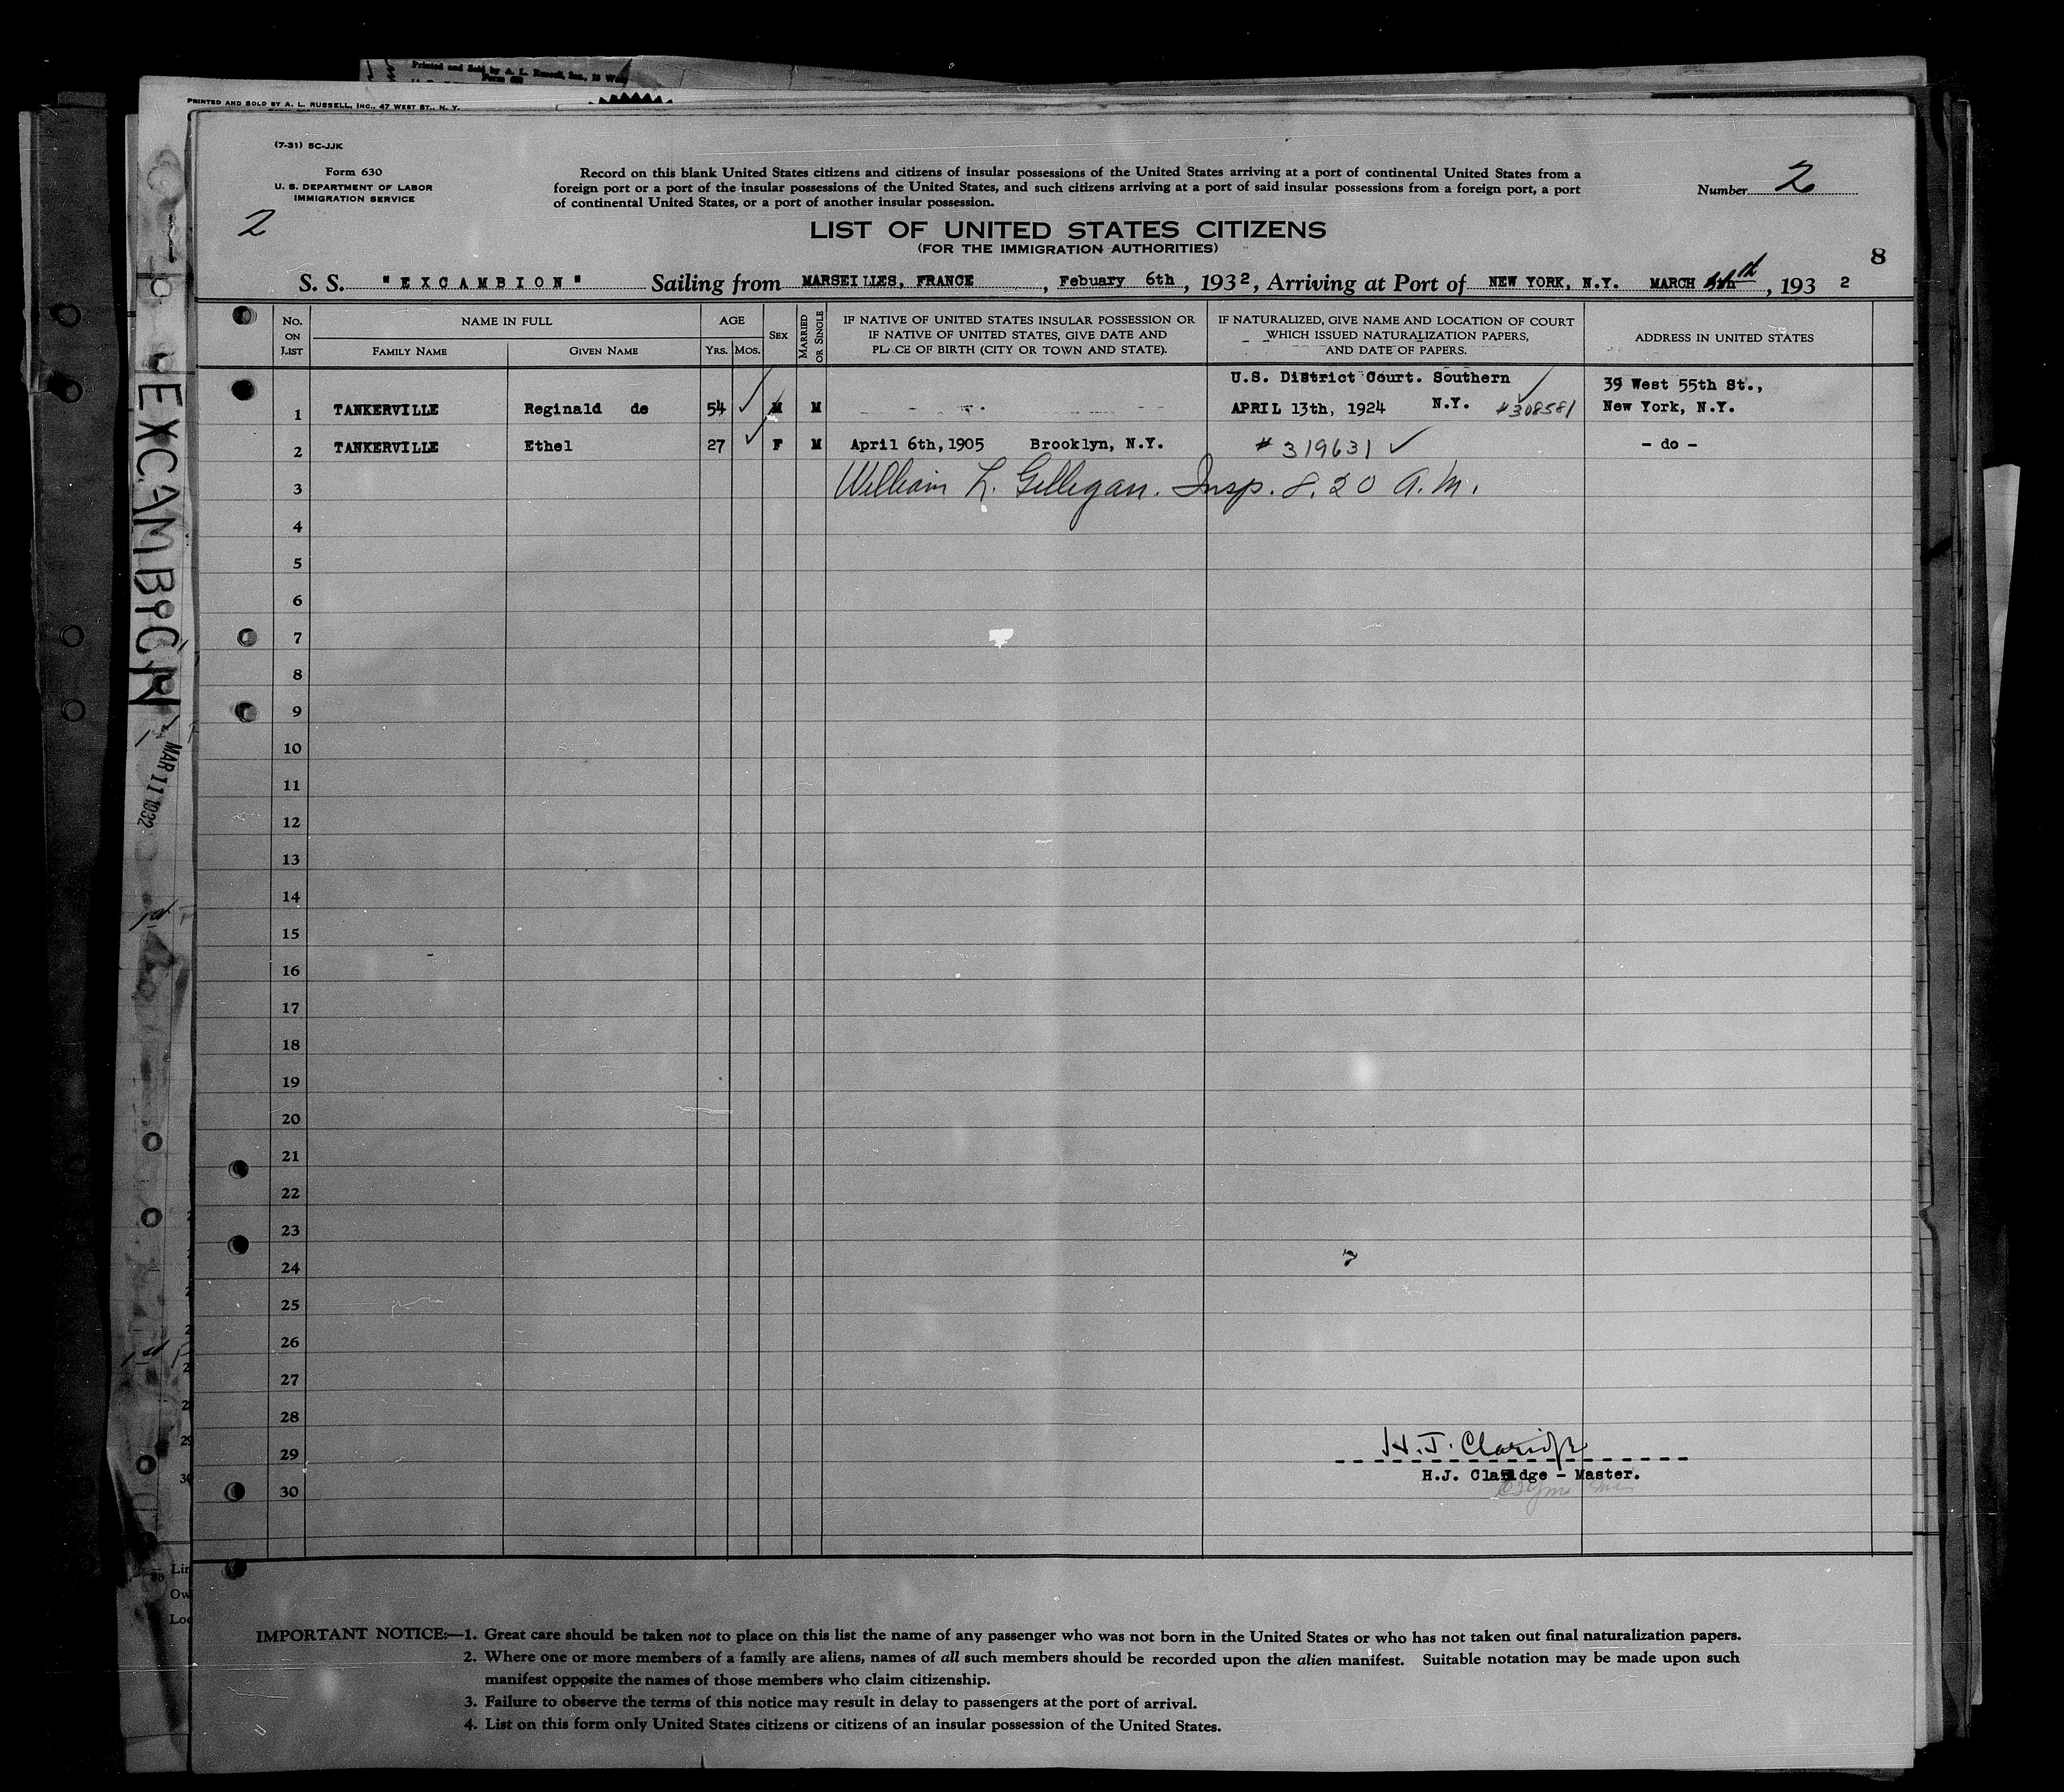 Printed and Sold by A. L. Russell, Inc.,
PRINTED AND SOLD BY A. L. RUSSELL, INC., 47 WEST ST., N. Y.
(7-31) 5C-JJK
Form 630
U. S. DEPARTMENT OF LABOR
IMMIGRATION SERVICE
2
Record on this blank United States citizens and citizens of insular possessions of the United States arriving at a port of continental United States from a
foreign port or a port of the insular possessions of the United States, and such citizens arriving at a port of said insular possessions from a foreign port, a port
of continental United States, or a port of another insular possession.
Number 2
LIST OF UNITED STATES CITIZENS
(FOR THE IMMIGRATION AUTHORITIES)
8
S. S. "EXCAMBION" Sailing from MARSEILLES, FRANCE, Febuary 6th, 1932, Arriving at Port of NEW YORK, N.Y. MARCH th, 193 2
No. ON LIST
NAME IN FULL
FAMILY NAME
GIVEN NAME
AGE
YRS. MOS.
SEX
MARRIED OR SINGLE
IF NATIVE OF UNITED STATES INSULAR POSSESSION OR
IF NATIVE OF UNITED STATES, GIVE DATE AND
PLACE OF BIRTH (CITY OR TOWN AND STATE).
IF NATURALIZED, GIVE NAME AND LOCATION OF COURT
WHICH ISSUED NATURALIZATION PAPERS,
AND DATE OF PAPERS.
ADDRESS IN UNITED STATES
U.S. District Court. Southern
39 West 55th St.,
1 TANKERVILLE Reginald de 54 M M APRIL 13th, 1924 N.Y. #308581 New York, N.Y.
2 TANKERVILLE Ethel 27 F M April 6th, 1905 Brooklyn, N.Y. #319631 - do -
3 William L. Gilligan. Insp. 8.20 A.M.
4
5
6
7
8
9
10
11
12
13
14
15
16
17
18
19
20
21
22
23
24
25
26
27
28
29
30
H. J. Claridge
H.J. Claridge - Master.
EXCAMBION
MAR 11 1932
IMPORTANT NOTICE:—1. Great care should be taken not to place on this list the name of any passenger who was not born in the United States or who has not taken out final naturalization papers.
2. Where one or more members of a family are aliens, names of all such members should be recorded upon the alien manifest. Suitable notation may be made upon such
manifest opposite the names of those members who claim citizenship.
3. Failure to observe the terms of this notice may result in delay to passengers at the port of arrival.
4. List on this form only United States citizens or citizens of an insular possession of the United States.